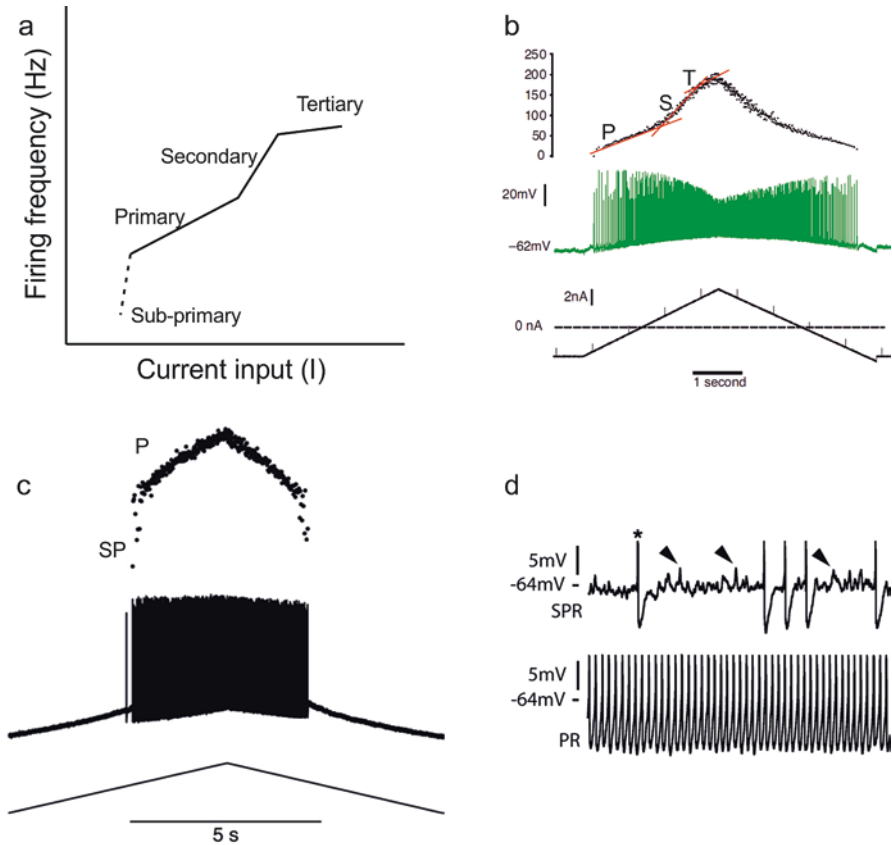 a
Firing frequency (Hz)
Tertiary
Secondary
Primary
Sub-primary
Current input (I)
b
250
200
150
100
50
0
T
S
P
20mV
−62mV
2nA
0 nA
1 second
c
P
SP
5 s
d
*
5mV
-64mV -
SPR
5mV
-64mV -
PR